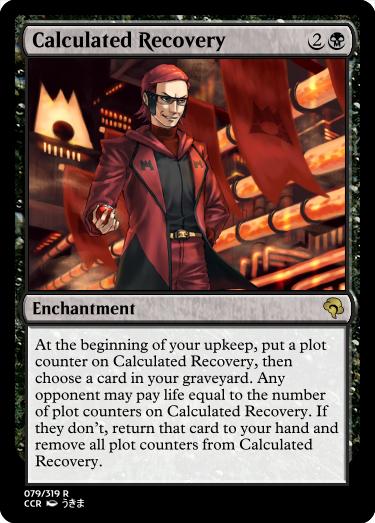 Calculated Recovery 2
Enchantment
At the beginning of your upkeep, put a plot
counter on Calculated Recovery, then
choose a card in your graveyard. Any
opponent may pay life equal to the number
of plot counters on Calculated Recovery. If
they don't, return that card to your hand and
remove all plot counters from Calculated
Recovery.
079/319 R
CCR うきま